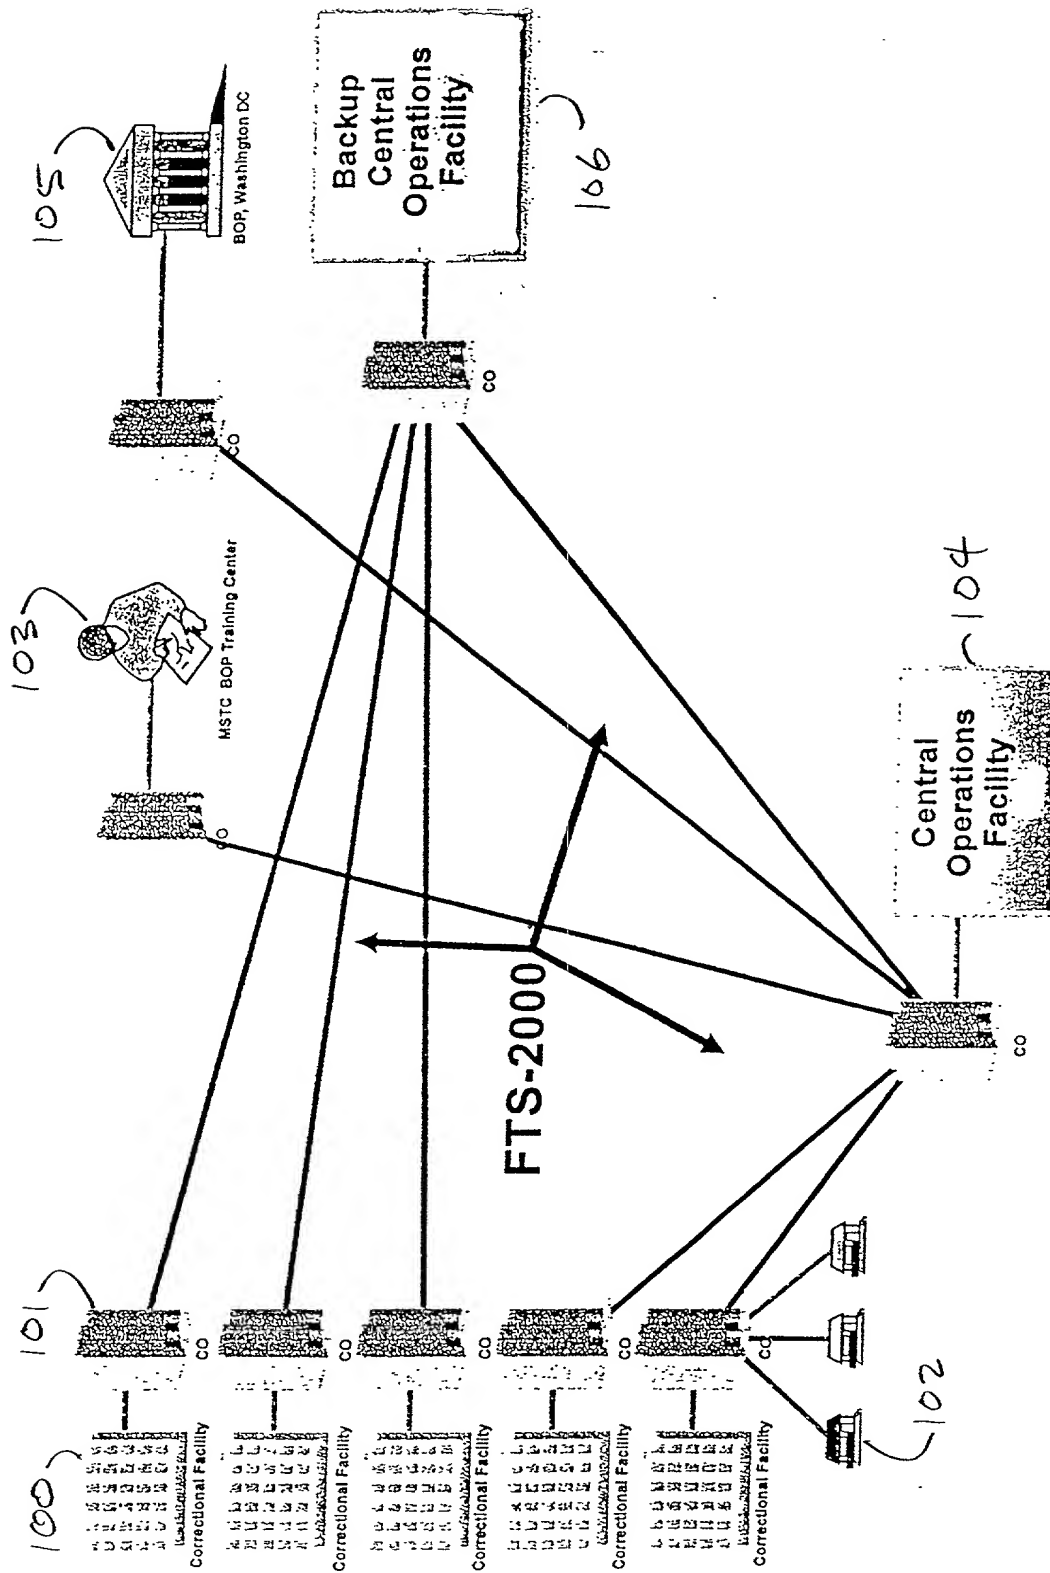 100
101
103
105
Correctional Facility
CO
CO
MSTC BOP Training Center
CO
BOP, Washington DC
Correctional Facility
CO
Correctional Facility
CO
CO
Backup
Central
Operations
Facility
106
Correctional Facility
CO
FTS-2000
Correctional Facility
CO
102
CO
Central
Operations
Facility
104